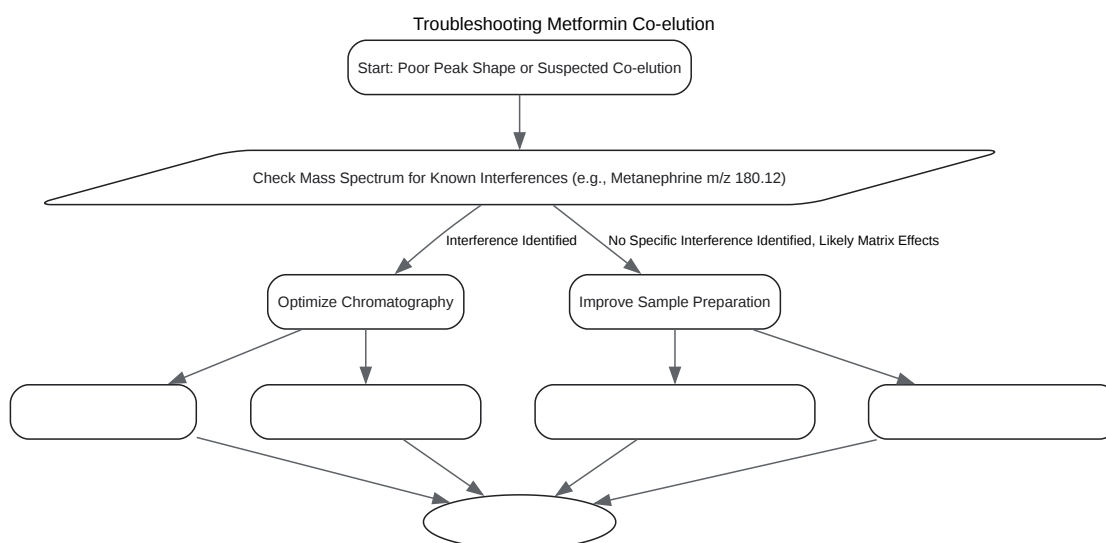 Troubleshooting Metformin Co-elution
Start: Poor Peak Shape or Suspected Co-elution
Check Mass Spectrum for Known Interferences (e.g., Metanephrine m/z 180.12)
Interference Identified
No Specific Interference Identified, Likely Matrix Effects
Optimize Chromatography
Improve Sample Preparation